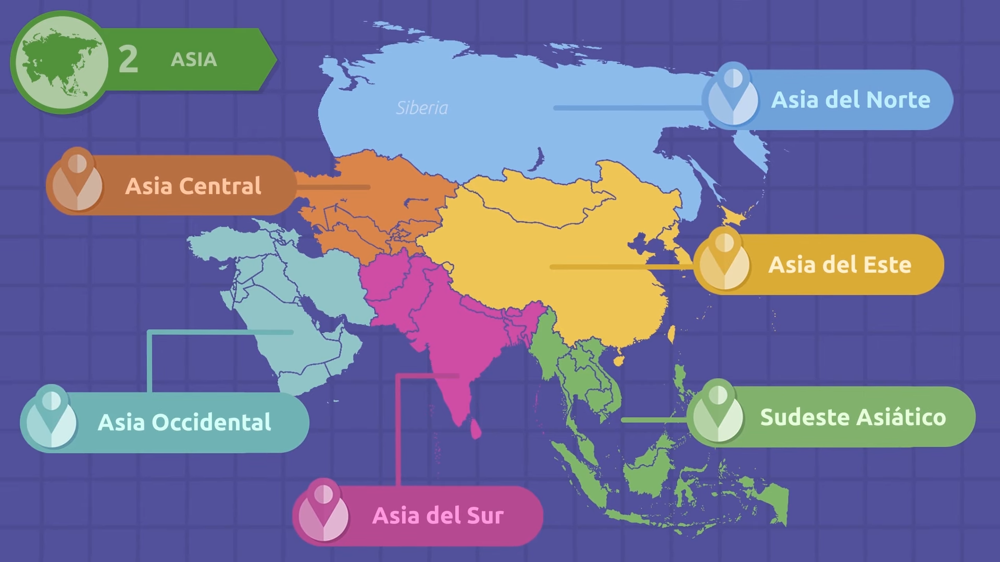 2 ASIA
Siberia
Asia del Norte
Asia Central
Asia del Este
Asia Occidental
Sudeste Asiático
Asia del Sur